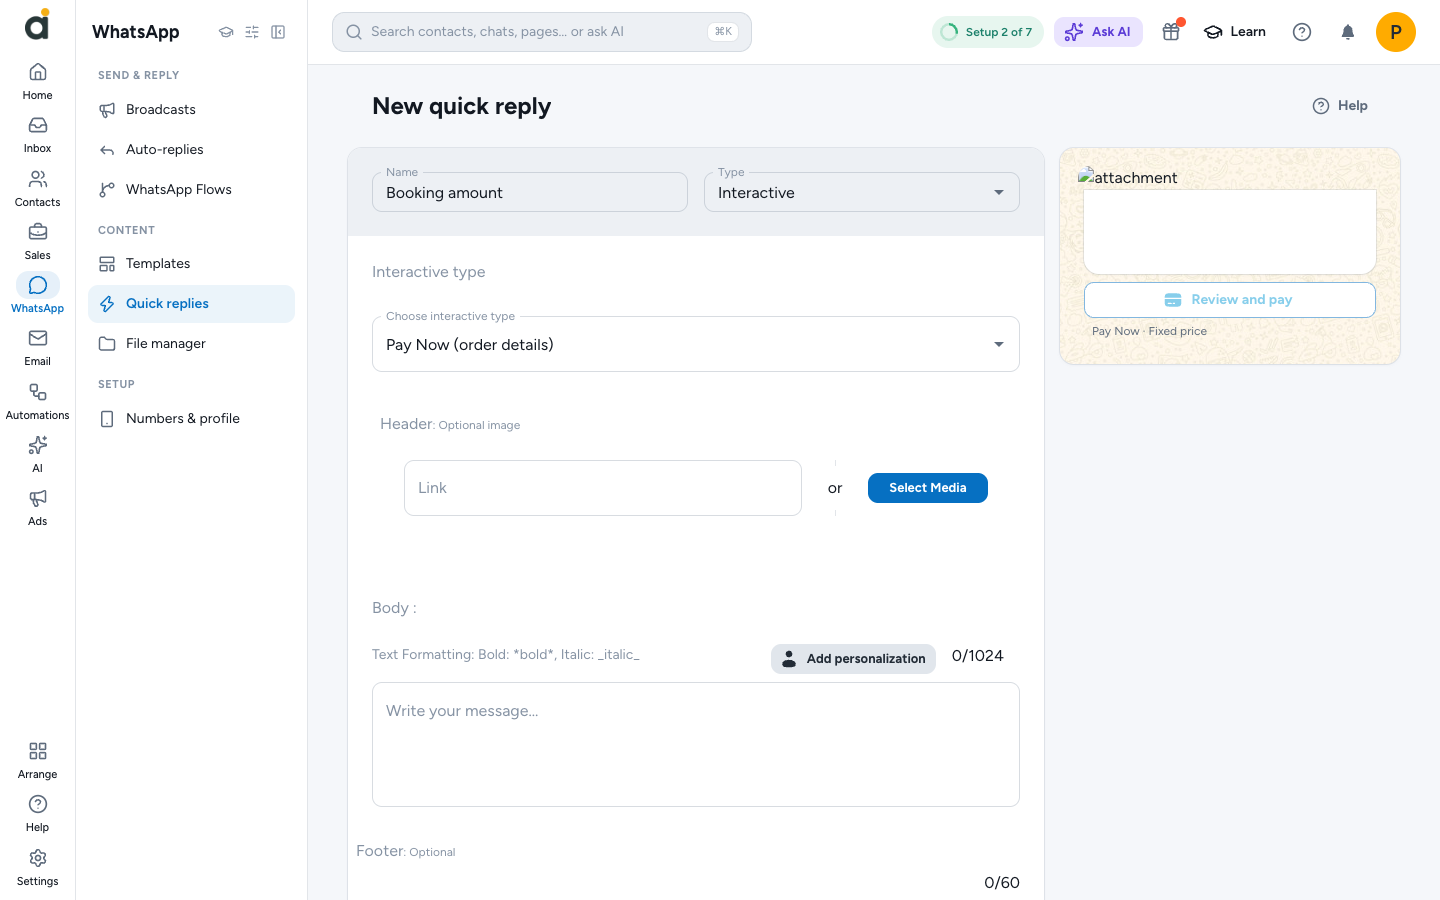 WhatsApp
Search contacts, chats, pages... or ask AI
⌘K
Setup 2 of 7
Ask AI
Learn
P
Home
Inbox
Contacts
Sales
WhatsApp
Email
Automations
AI
Ads
Arrange
Help
Settings
SEND & REPLY
Broadcasts
Auto-replies
WhatsApp Flows
CONTENT
Templates
Quick replies
File manager
SETUP
Numbers & profile
New quick reply
Help
Name
Booking amount
Type
Interactive
Interactive type
Choose interactive type
Pay Now (order details)
Header: Optional image
Link
or
Select Media
Body :
Text Formatting: Bold: *bold*, Italic: _italic_
Add personalization
0/1024
Write your message...
Footer: Optional
0/60
attachment
Review and pay
Pay Now · Fixed price